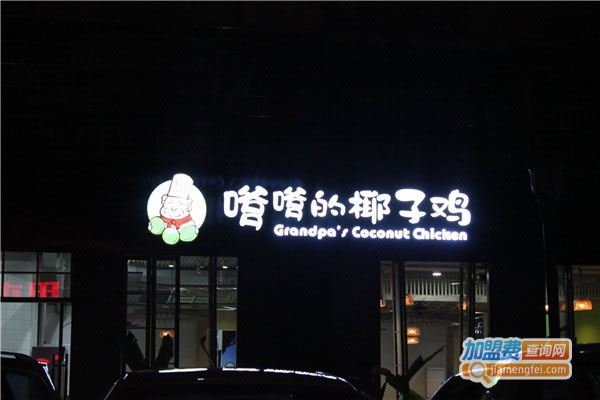 嗲嗲的椰子鸡
Grandpa's Coconut Chicken
加盟费查询网
jiamengfei.com